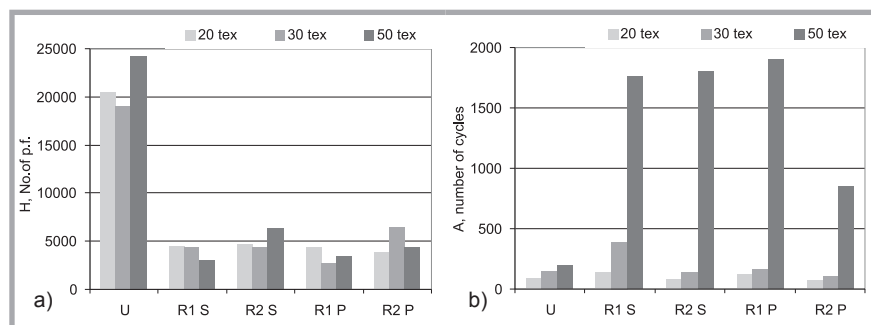 20 tex 30 tex 50 tex
H, No.of p.f.
25000
20000
15000
10000
5000
0
U R1 S R2 S R1 P R2 P
a)
20 tex 30 tex 50 tex
A, number of cycles
2000
1500
1000
500
0
U R1 S R2 S R1 P R2 P
b)